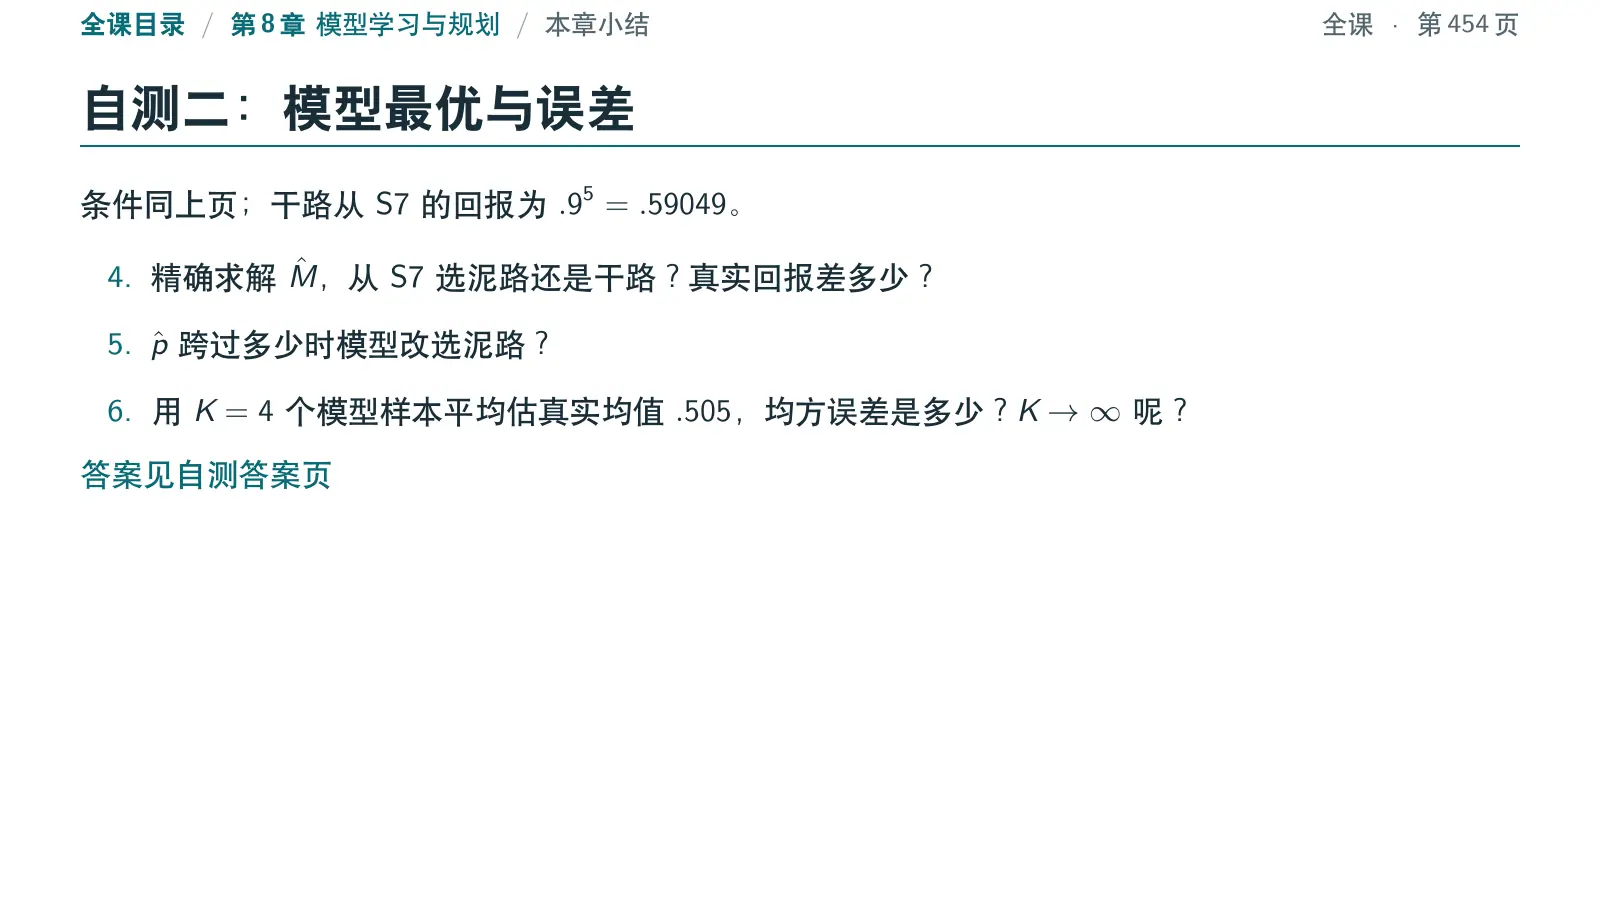 全课目录 / 第 8 章 模型学习与规划 / 本章小结
全课 · 第 454 页
自测二：模型最优与误差
条件同上页；干路从 S7 的回报为 .9⁵ = .59049。
4. 精确求解 M̂，从 S7 选泥路还是干路？真实回报差多少？
5. p̂ 跨过多少时模型改选泥路？
6. 用 K = 4 个模型样本平均估真实均值 .505，均方误差是多少？K → ∞ 呢？
答案见自测答案页